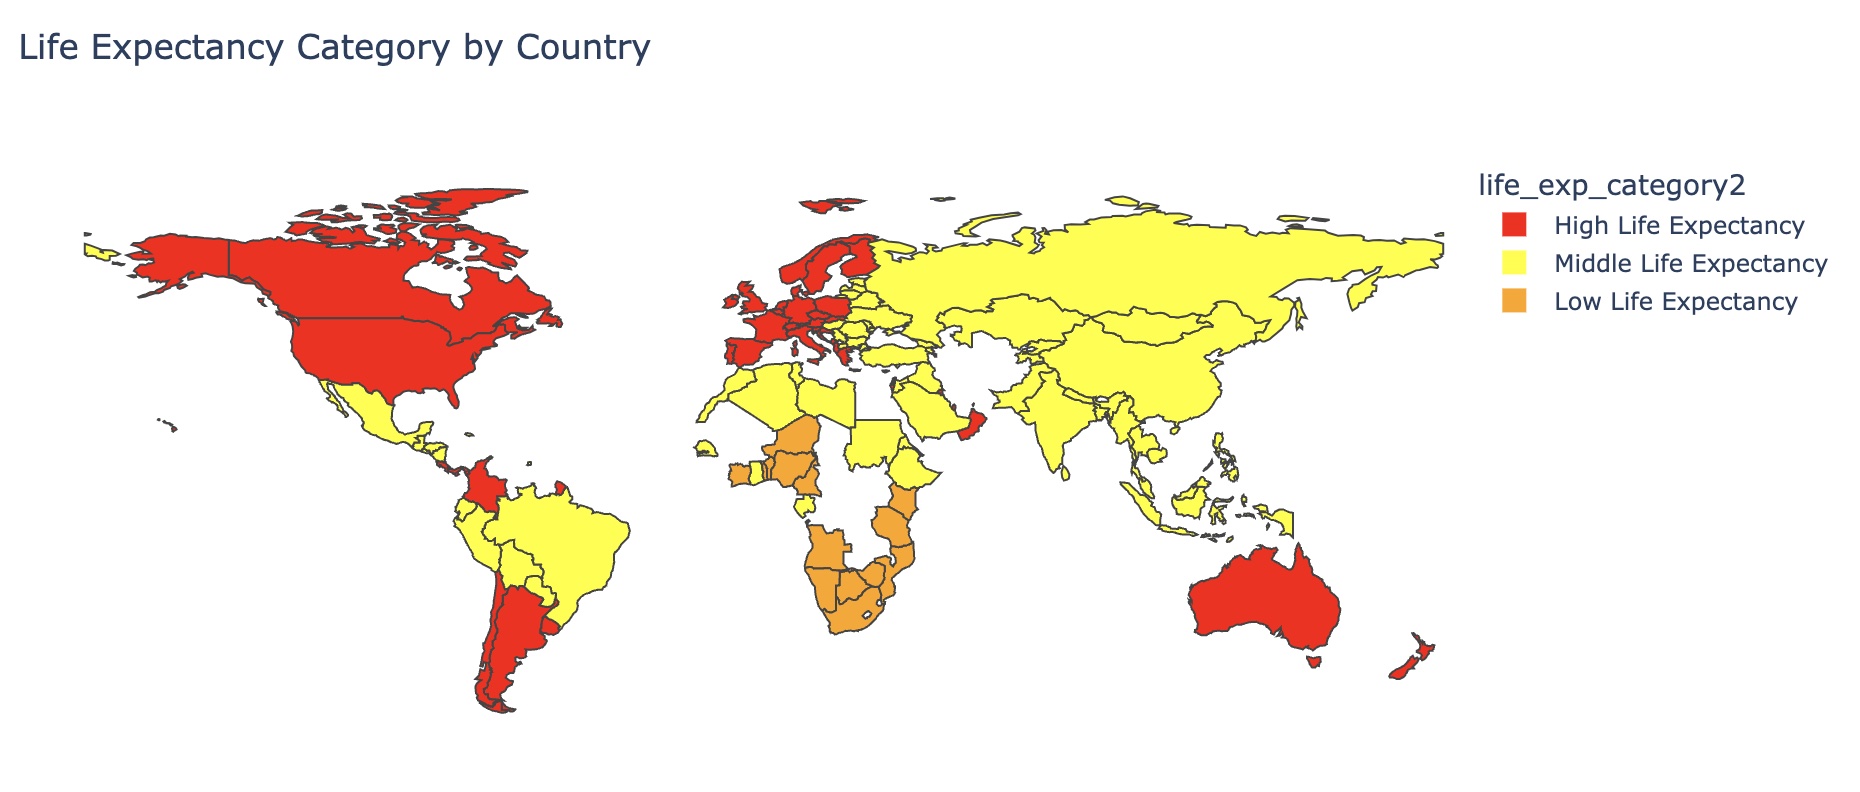 Life Expectancy Category by Country
life_exp_category2
High Life Expectancy
Middle Life Expectancy
Low Life Expectancy